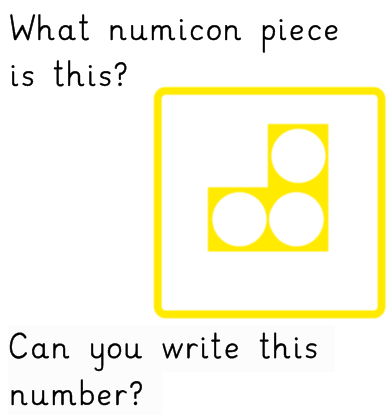 What numicon piece
is this?
Can you write this
number?